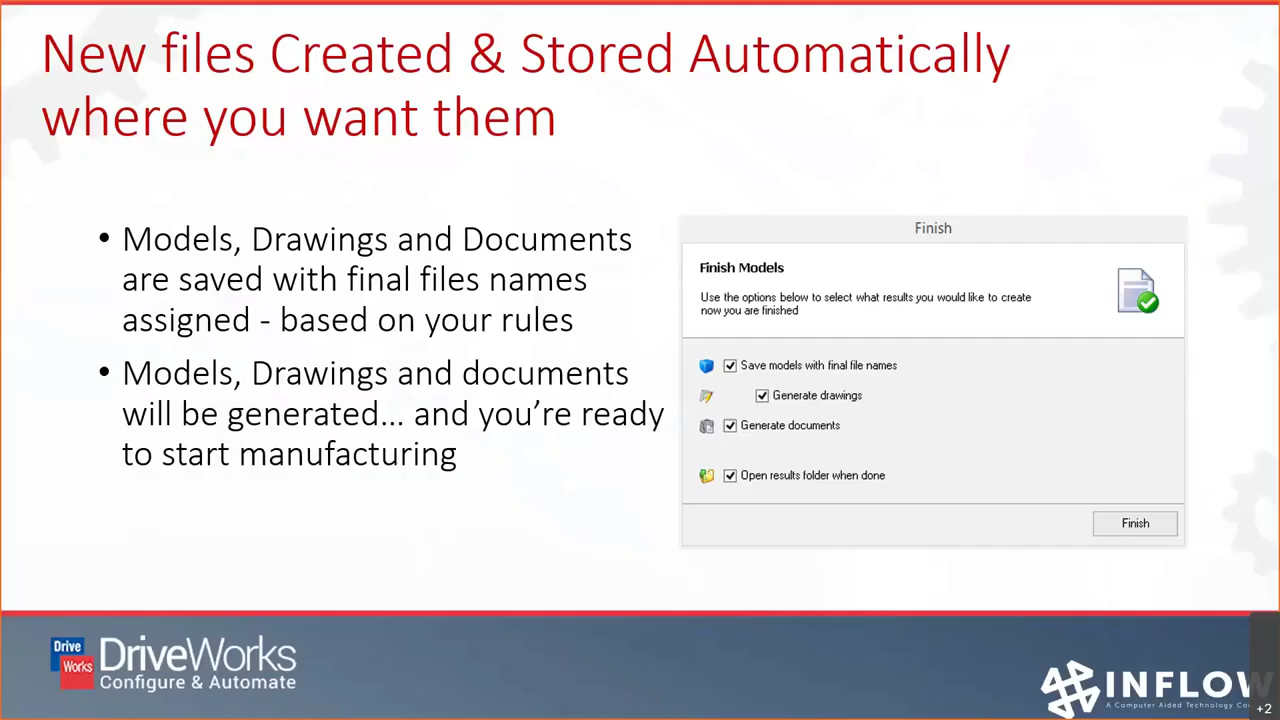 New files Created & Stored Automatically
where you want them
• Models, Drawings and Documents
are saved with final files names
assigned - based on your rules
• Models, Drawings and documents
will be generated... and you’re ready
to start manufacturing
Finish
Finish Models
Use the options below to select what results you would like to create
now you are finished
Save models with final file names
Generate drawings
Generate documents
Open results folder when done
Finish
Drive
Works
DriveWorks
Configure & Automate
INFLOW
A Computer Aided Technology
+2